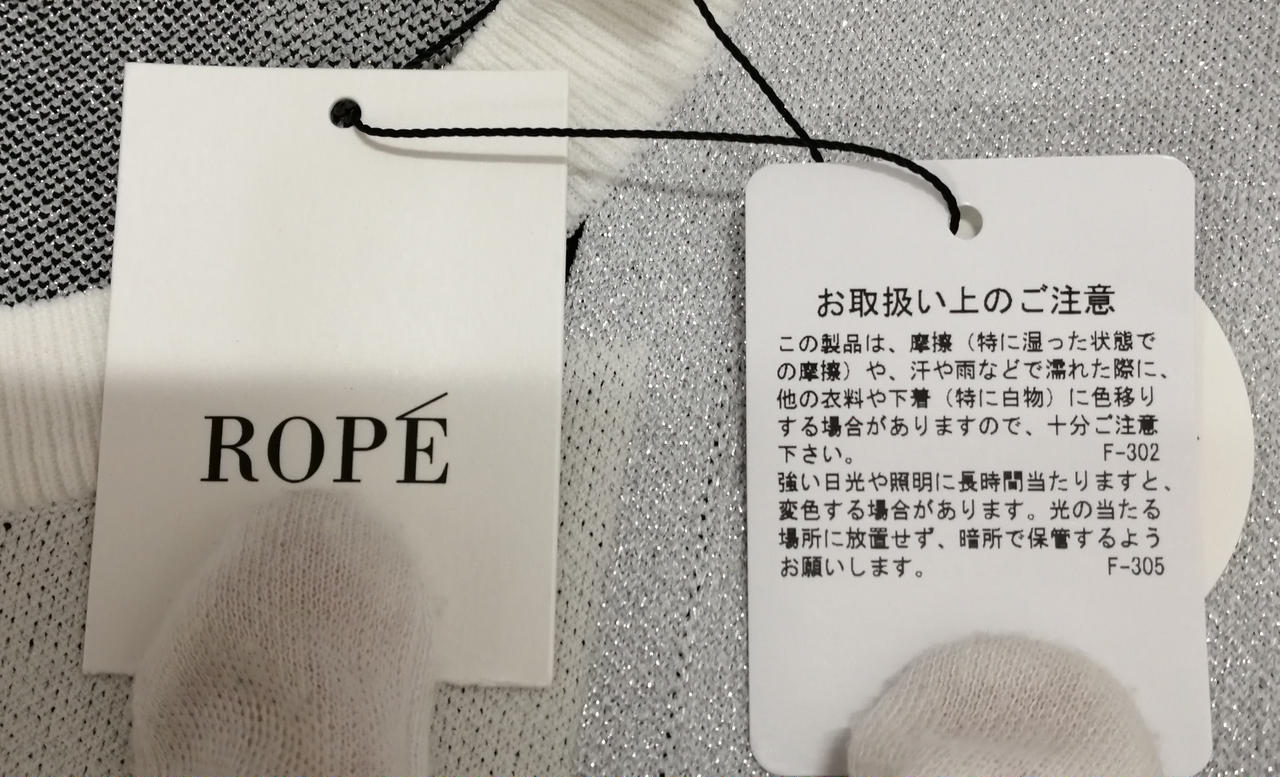 ROPÉ
お取扱い上のご注意
この製品は、摩擦（特に湿った状態で
の摩擦）や、汗や雨などで濡れた際に、
他の衣料や下着（特に白物）に色移り
する場合がありますので、十分ご注意
下さい。 F-302
強い日光や照明に長時間当たりますと、
変色する場合があります。光の当たる
場所に放置せず、暗所で保管するよう
お願いします。 F-305